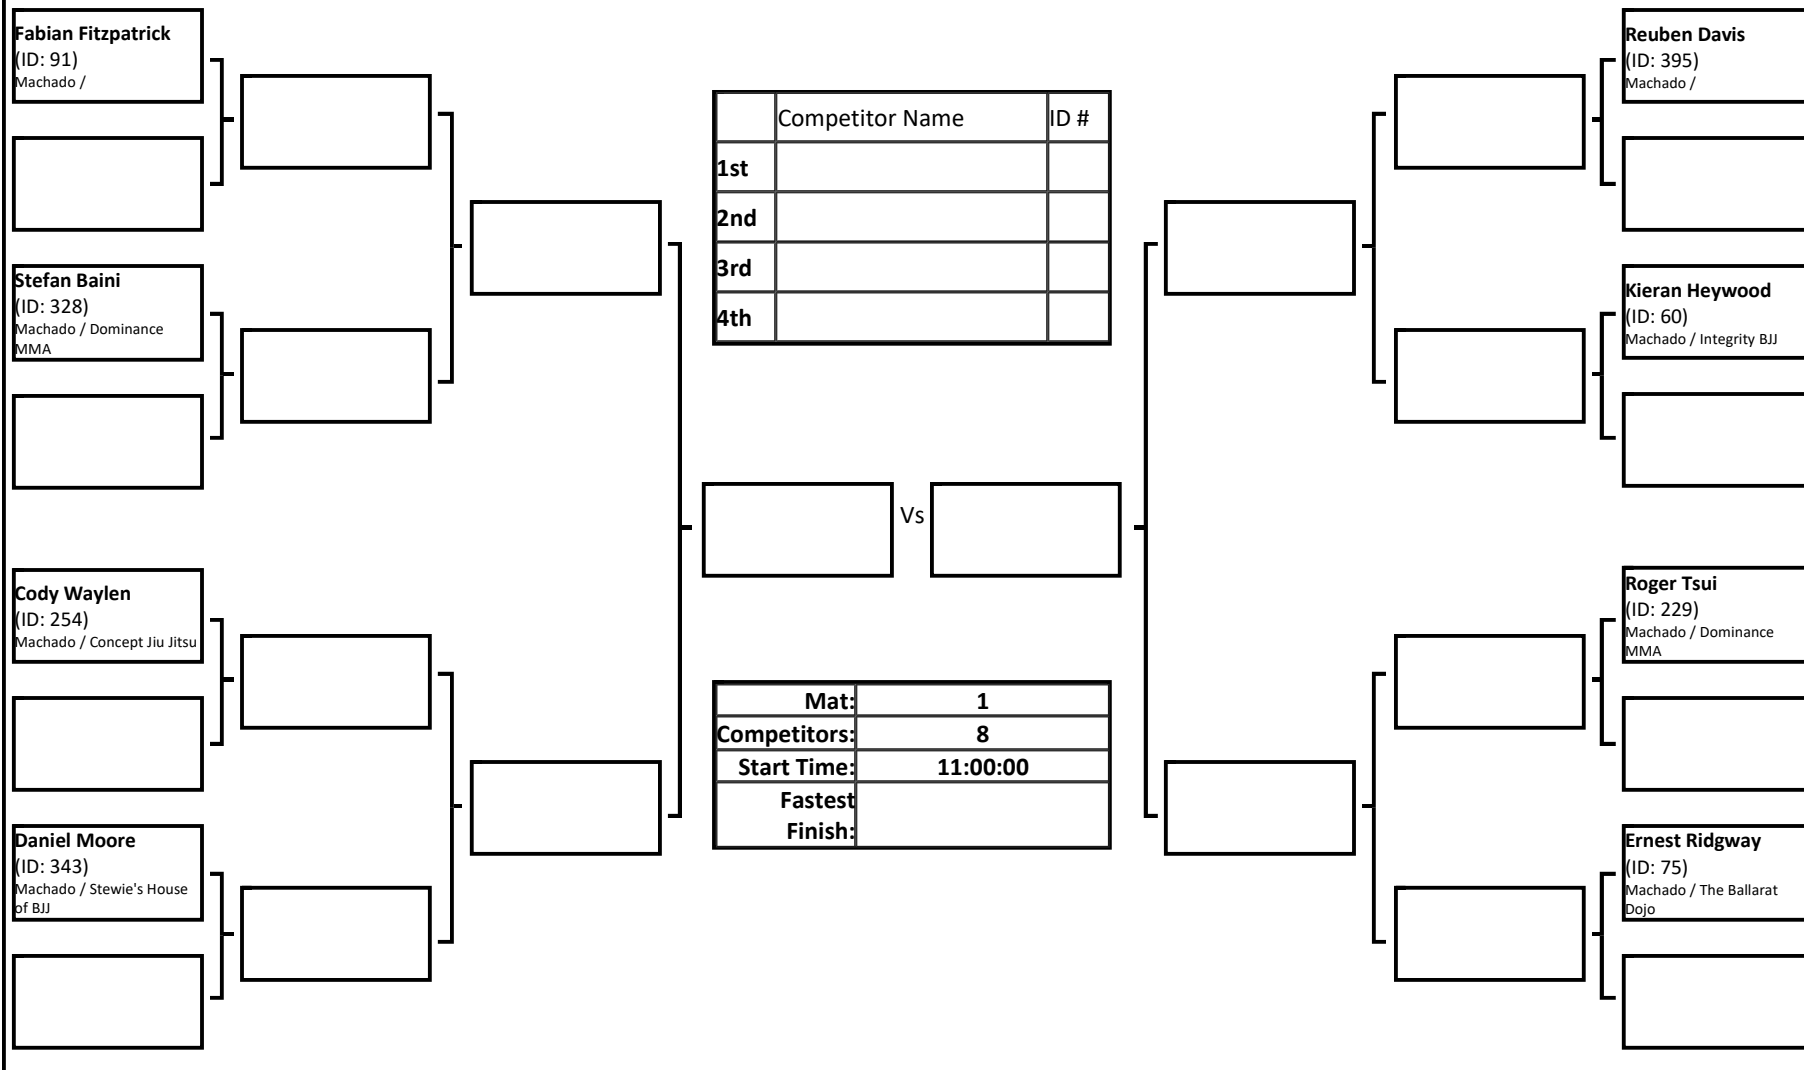 Fabian Fitzpatrick
(ID: 91)
Machado /
Stefan Baini
(ID: 328)
Machado / Dominance
MMA
Cody Waylen
(ID: 254)
Machado / Concept Jiu Jitsu
Daniel Moore
(ID: 343)
Machado / Stewie's House
of BJJ
Competitor Name ID #
1st
2nd
3rd
4th
Vs
Mat: 1
Competitors: 8
Start Time: 11:00:00
Fastest
Finish:
Reuben Davis
(ID: 395)
Machado /
Kieran Heywood
(ID: 60)
Machado / Integrity BJJ
Roger Tsui
(ID: 229)
Machado / Dominance
MMA
Ernest Ridgway
(ID: 75)
Machado / The Ballarat
Dojo